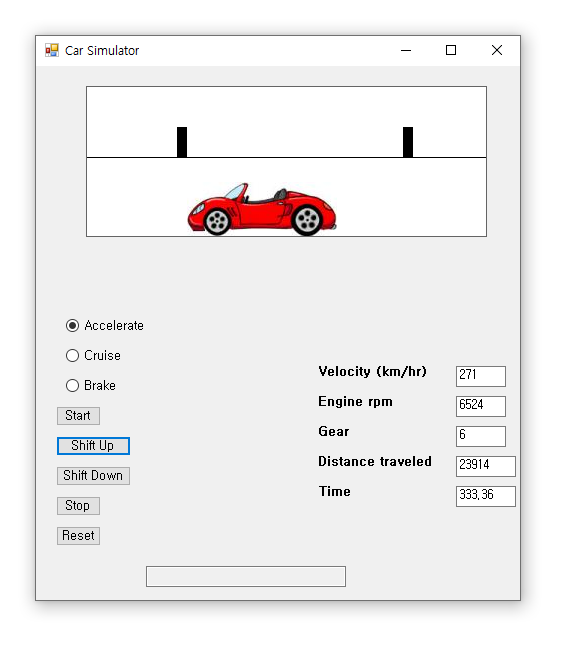 Car Simulator
Accelerate
Cruise
Brake
Start
Shift Up
Shift Down
Stop
Reset
Velocity (km/hr) 271
Engine rpm 6524
Gear 6
Distance traveled 23914
Time 333,36